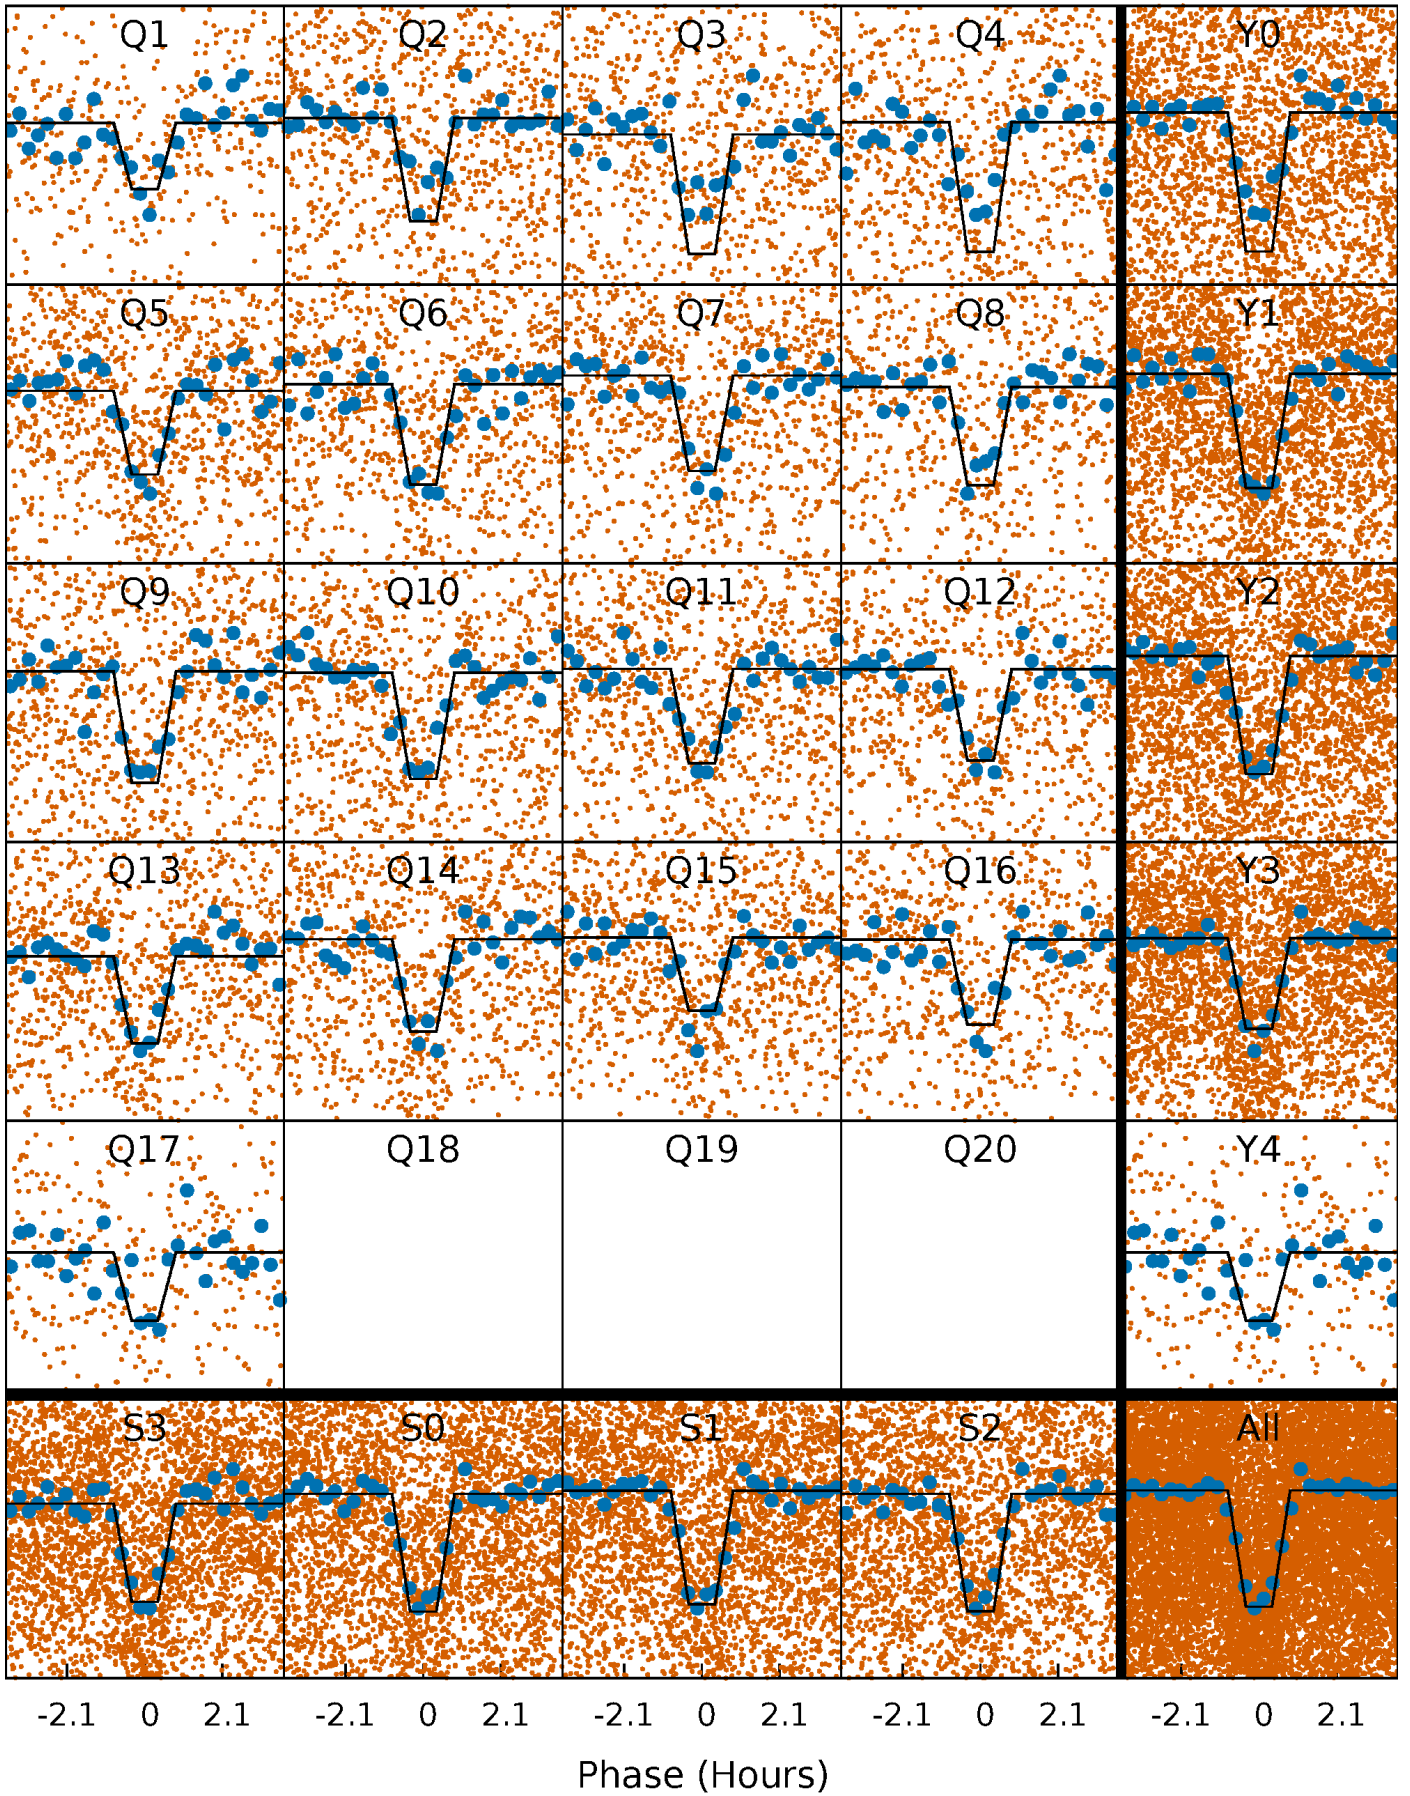 Q1 Q2 Q3 Q4 Y0
Q5 Q6 Q7 Q8 Y1
Q9 Q10 Q11 Q12 Y2
Q13 Q14 Q15 Q16 Y3
Q17 Q18 Q19 Q20 Y4
S3 S0 S1 S2 All
-2.1 0 2.1 -2.1 0 2.1 -2.1 0 2.1 -2.1 0 2.1 -2.1 0 2.1
Phase (Hours)